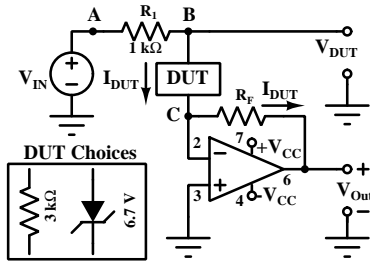 A
R1
B
1 kΩ
VIN
IDUT
DUT
VDUT
C
RF
IDUT
2
7
+VCC
6
3
4
-VCC
VOut
DUT Choices
3 kΩ
6.7 V